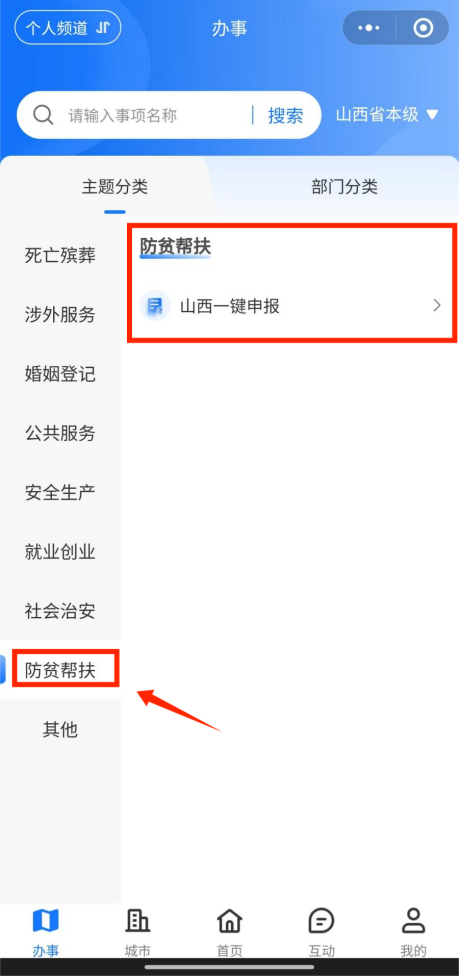 个人频道
办事
请输入事项名称
搜索
山西省本级
主题分类
部门分类
死亡殡葬
涉外服务
婚姻登记
公共服务
安全生产
就业创业
社会治安
防贫帮扶
其他
防贫帮扶
山西一键申报
办事
城市
首页
互动
我的